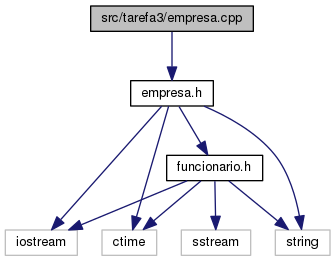 src/tarefa3/empresa.cpp
empresa.h
funcionario.h
iostream
ctime
sstream
string